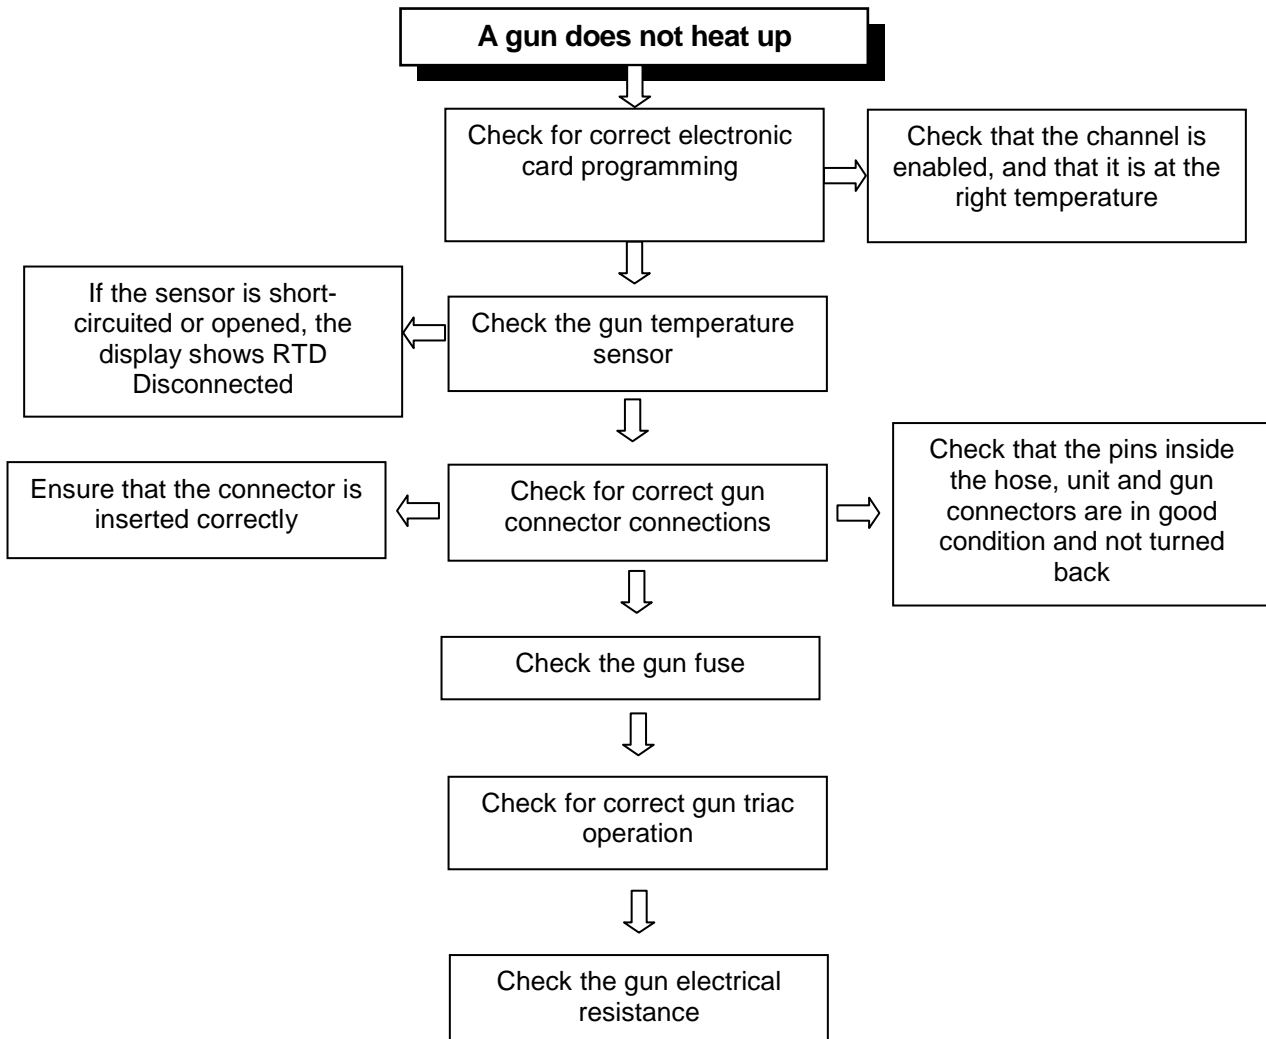 A gun does not heat up
Check for correct electronic
card programming
Check that the channel is
enabled, and that it is at the
right temperature
If the sensor is short-
circuited or opened, the
display shows RTD
Disconnected
Check the gun temperature
sensor
Ensure that the connector is
inserted correctly
Check for correct gun
connector connections
Check that the pins inside
the hose, unit and gun
connectors are in good
condition and not turned
back
Check the gun fuse
Check for correct gun triac
operation
Check the gun electrical
resistance